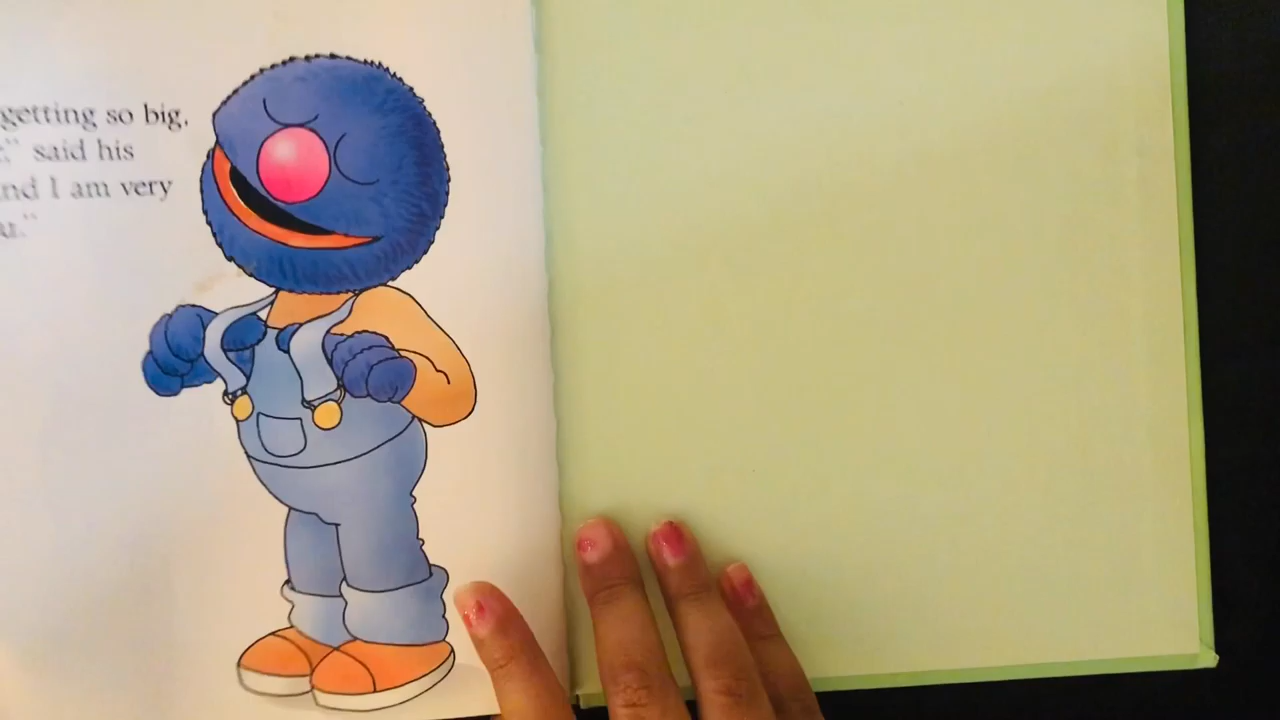 getting so big,
," said his
nd I am very
u."